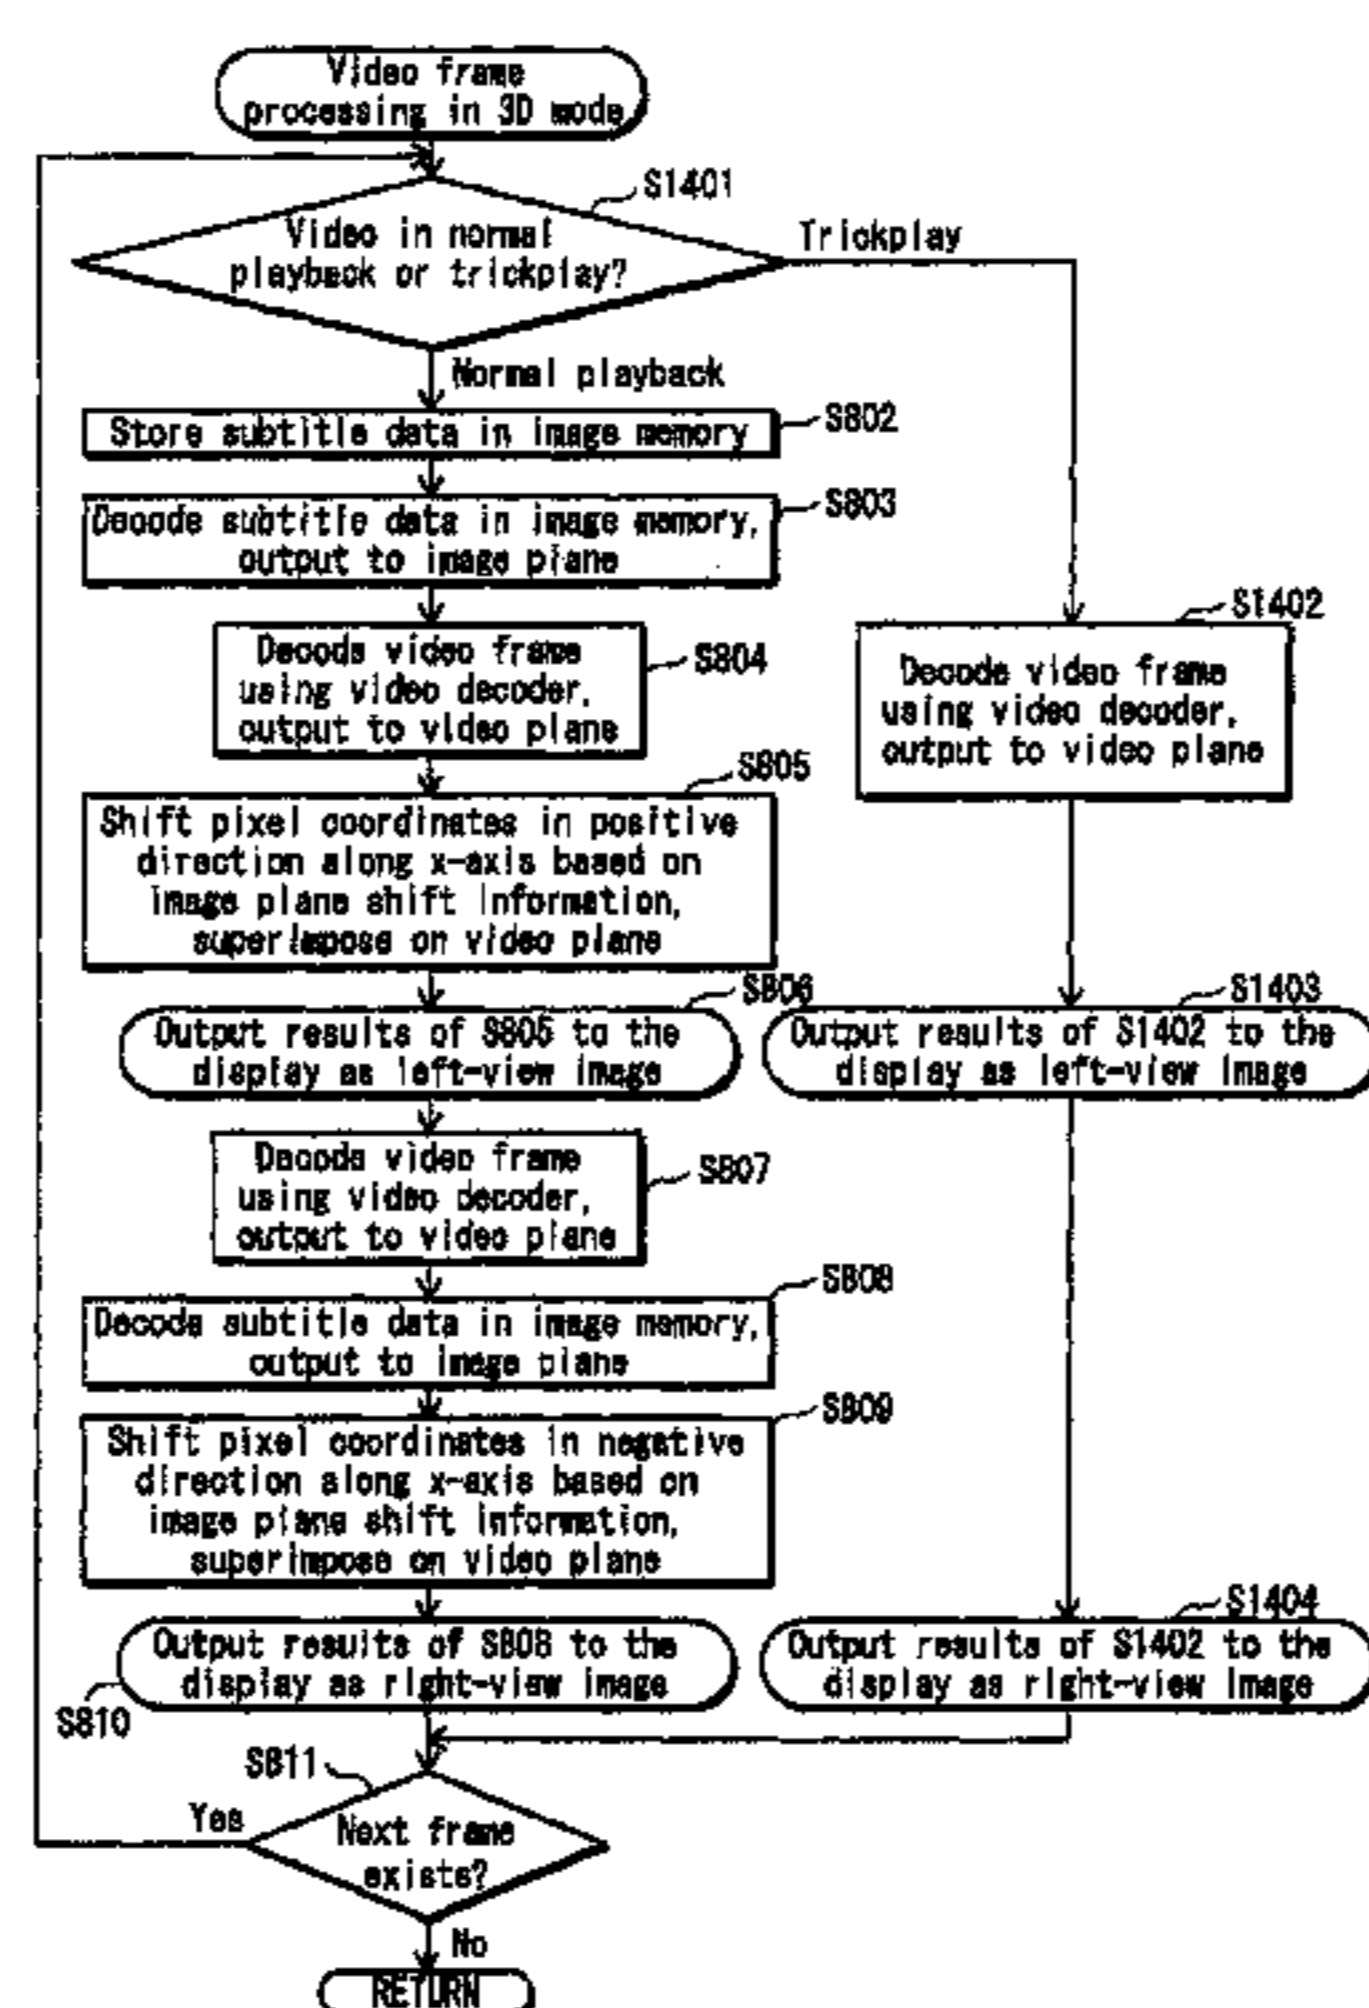 Video frame
processing in 3D mode
S1401
Video in normal
playback or trickplay?
Trickplay
Normal playback
Store subtitle data in image memory
S802
Decode subtitle data in image memory,
output to image plane
S803
Decode video frame
using video decoder,
output to video plane
S804
S1402
Decode video frame
using video decoder,
output to video plane
S805
Shift pixel coordinates in positive
direction along x-axis based on
image plane shift information,
superimpose on video plane
S806
Output results of S805 to the
display as left-view image
S1403
Output results of S1402 to the
display as left-view image
Decode video frame
using video decoder,
output to video plane
S807
S808
Decode subtitle data in image memory,
output to image plane
S809
Shift pixel coordinates in negative
direction along x-axis based on
image plane shift information,
superimpose on video plane
Output results of S808 to the
display as right-view image
S810
S1404
Output results of S1402 to the
display as right-view image
S811
Yes
Next frame
exists?
No
RETURN